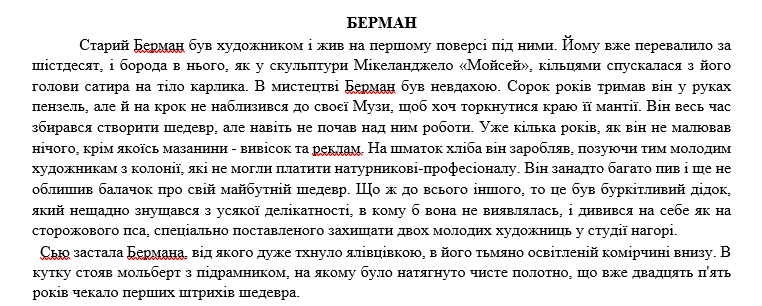 БЕРМАН
Старий Берман був художником і жив на першому поверсі під ними. Йому вже перевалило за
шістдесят, і борода в нього, як у скульптури Мікеланджело «Мойсей», кільцями спускалася з його
голови сатира на тіло карлика. В мистецтві Берман був невдахою. Сорок років тримав він у руках
пензель, але й на крок не наблизився до своєї Музи, щоб хоч торкнутися краю її мантії. Він весь час
збирався створити шедевр, але навіть не почав над ним роботи. Уже кілька років, як він не малював
нічого, крім якоїсь мазанини - вивісок та реклам. На шматок хліба він заробляв, позуючи тим молодим
художникам з колонії, які не могли платити натурникові-професіоналу. Він занадто багато пив і ще не
облишив балачок про свій майбутній шедевр. Що ж до всього іншого, то це був буркітливий дідок,
який нещадно знущався з усякої делікатності, в кому б вона не виявлялась, і дивився на себе як на
сторожового пса, спеціально поставленого захищати двох молодих художниць у студії нагорі.
Сью застала Бермана, від якого дуже тхнуло ялівцівкою, в його тьмяно освітленій комірчині внизу. В
кутку стояв мольберт з підрамником, на якому було натягнуто чисте полотно, що вже двадцять п'ять
років чекало перших штрихів шедевра.